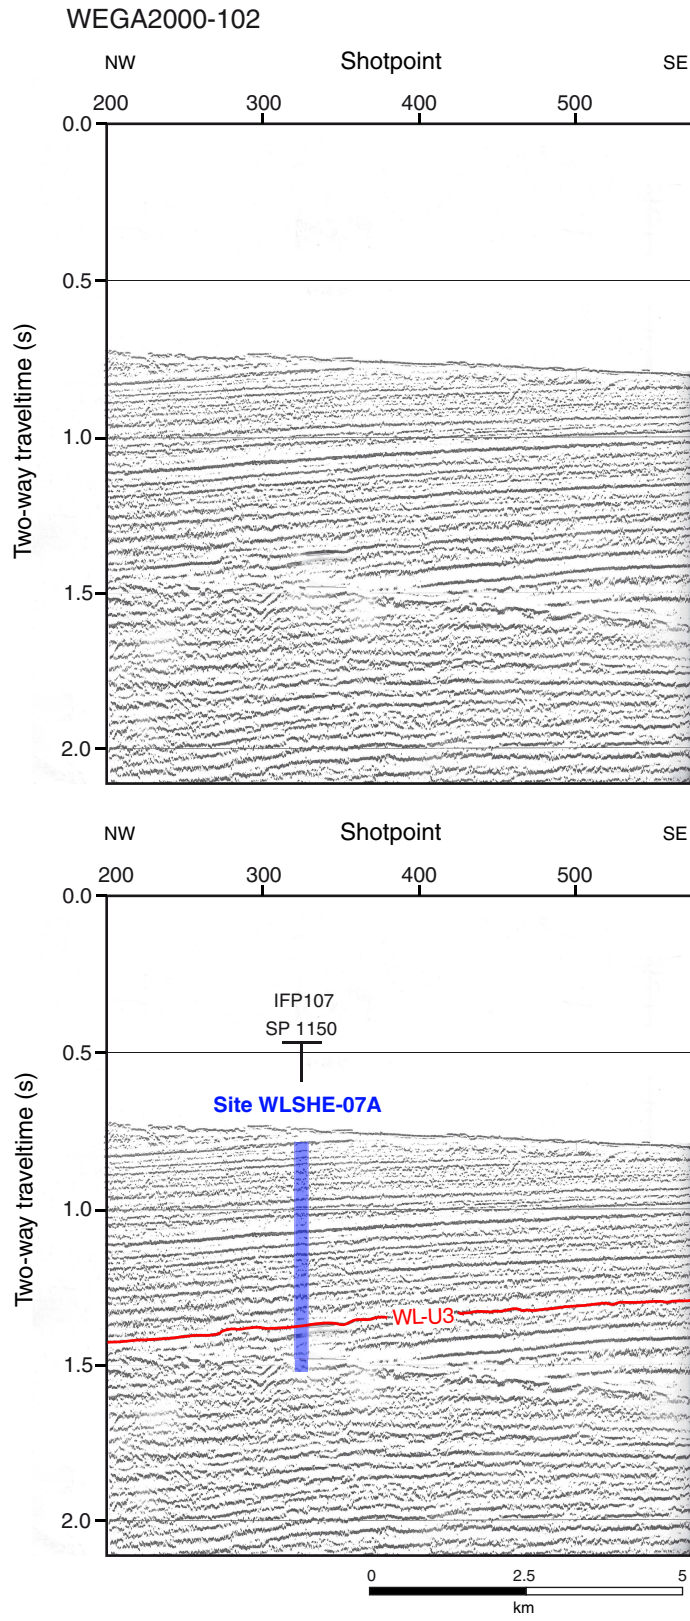 WEGA2000-102
NW Shotpoint SE
200 300 400 500
0.0
0.5
1.0
1.5
2.0
Two-way traveltime (s)
NW Shotpoint SE
200 300 400 500
0.0
0.5
1.0
1.5
2.0
Two-way traveltime (s)
IFP107
SP 1150
Site WLSHE-07A
WL-U3
0 2.5 5
km